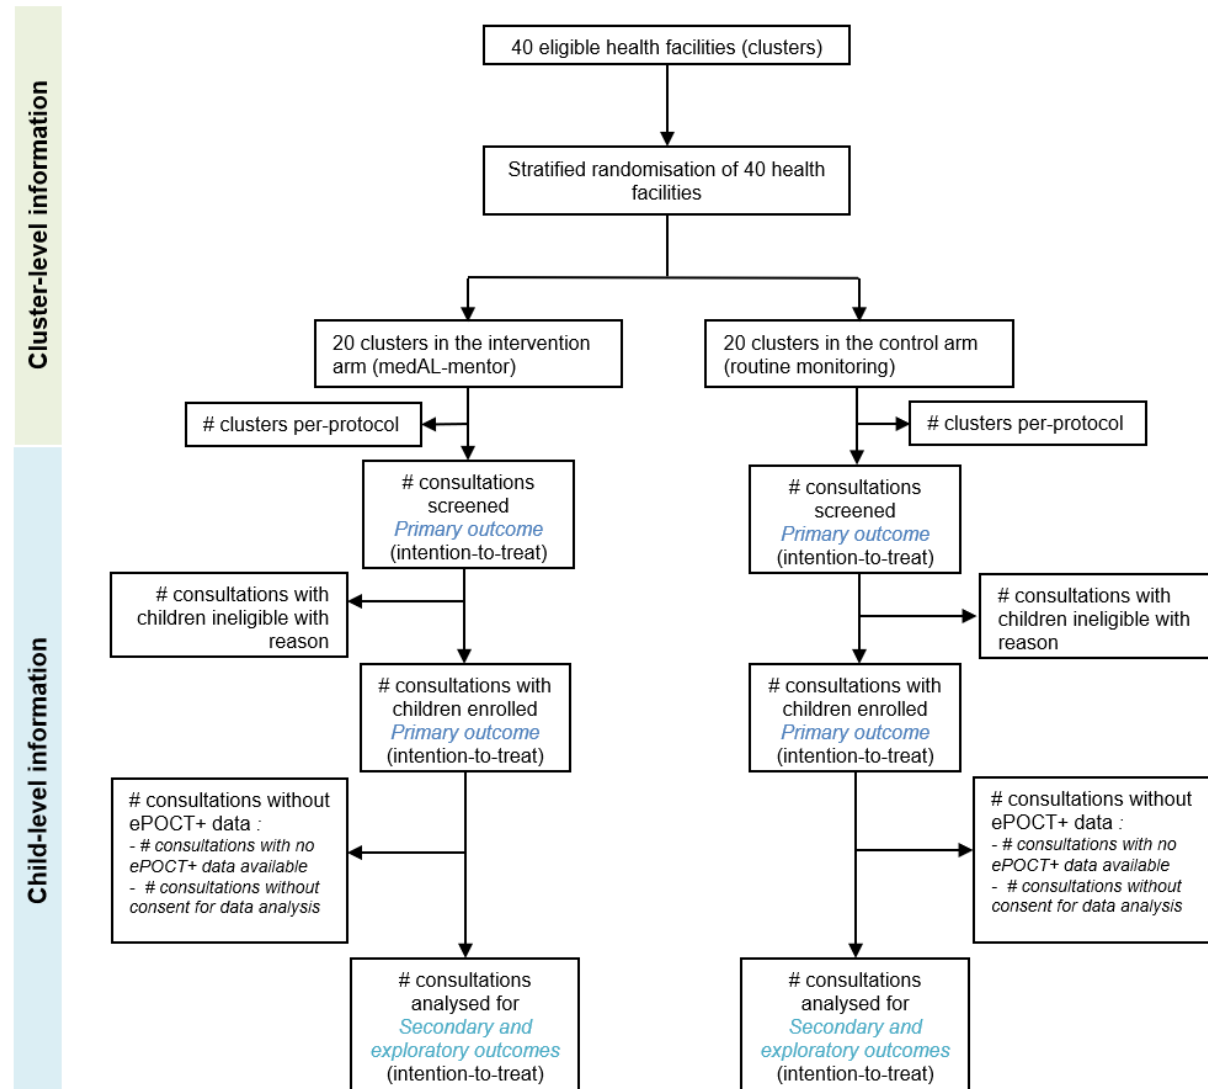 Cluster-level information
40 eligible health facilities (clusters)
Stratified randomisation of 40 health
facilities
20 clusters in the intervention
arm (medAL-mentor)
20 clusters in the control arm
(routine monitoring)
# clusters per-protocol
# clusters per-protocol
Child-level information
# consultations
screened
Primary outcome
(intention-to-treat)
# consultations
screened
Primary outcome
(intention-to-treat)
# consultations with
children ineligible with
reason
# consultations with
children ineligible with
reason
# consultations with
children enrolled
Primary outcome
(intention-to-treat)
# consultations with
children enrolled
Primary outcome
(intention-to-treat)
# consultations without
ePOCT+ data :
- # consultations with no
ePOCT+ data available
- # consultations without
consent for data analysis
# consultations without
ePOCT+ data :
- # consultations with no
ePOCT+ data available
- # consultations without
consent for data analysis
# consultations
analysed for
Secondary and
exploratory outcomes
(intention-to-treat)
# consultations
analysed for
Secondary and
exploratory outcomes
(intention-to-treat)